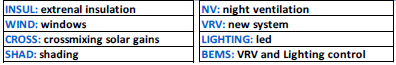 INSUL: extrenal insulation
WIND: windows
CROSS: crossmixing solar gains
SHAD: shading
NV: night ventilation
VRV: new system
LIGHTING: led
BEMS: VRV and Lighting control